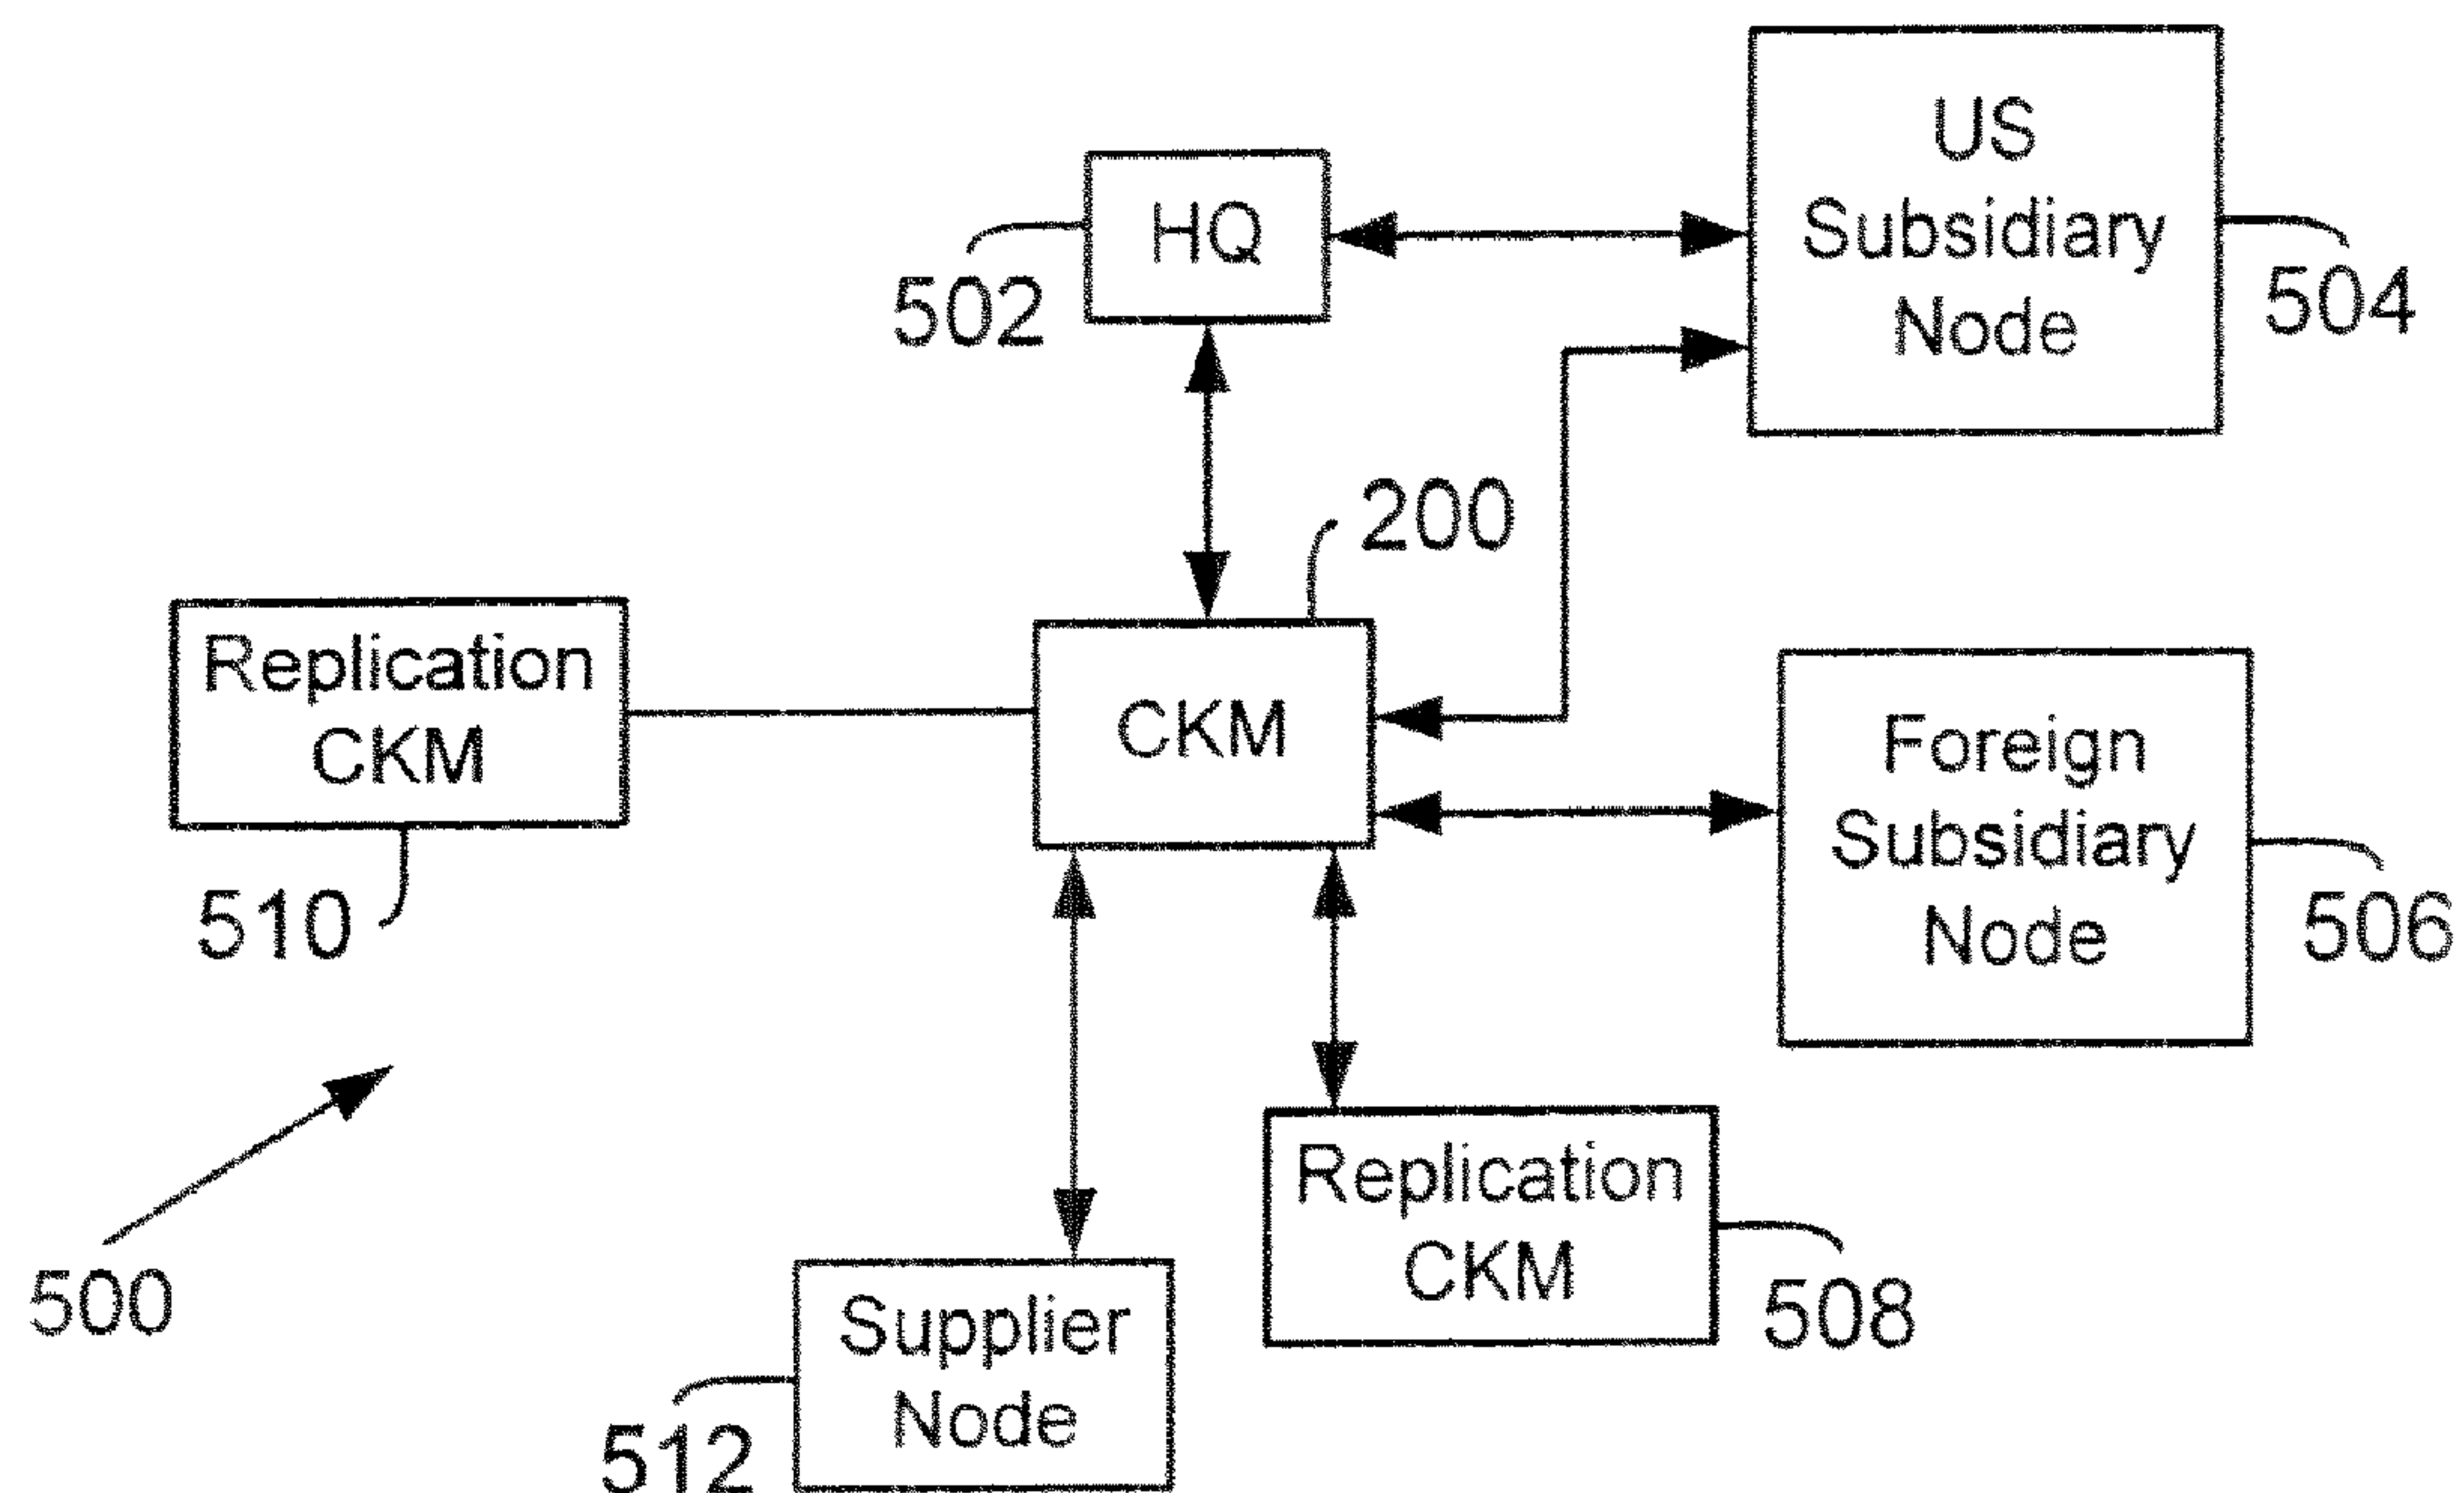 US
Subsidiary
Node
HQ
502
504
200
Replication
CKM
CKM
Foreign
Subsidiary
Node
510
506
Replication
CKM
508
500
Supplier
Node
512